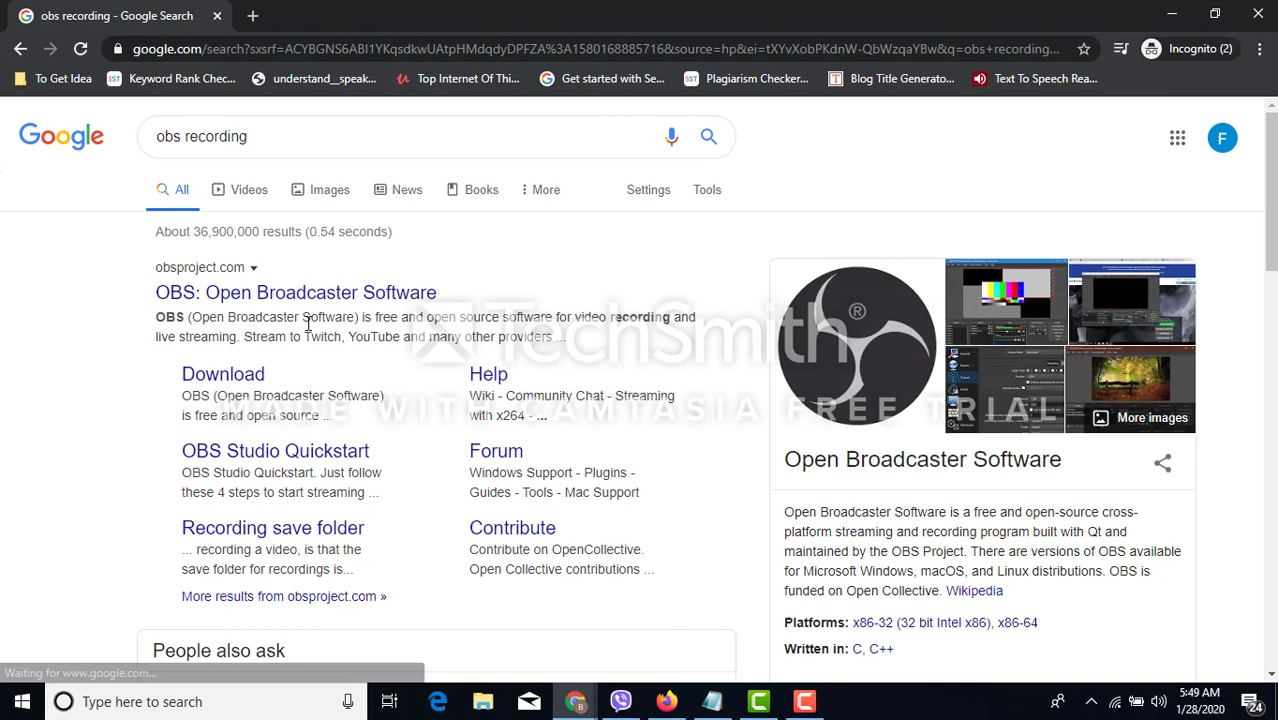 obs recording - Google Search
google.com/search?sxsrf=ACYBGNS6ABI1YKqsdkwUAtpHMdqdyDPFZA%3A1580168885716&source=hp&ei=tXYvXobPKdnW-QbWzqaYBw&q=obs+recording...
Incognito (2)
To Get Idea
Keyword Rank Chec...
understand__speak...
Top Internet Of Thi...
Get started with Se...
Plagiarism Checker...
Blog Title Generato...
Text To Speech Rea...
Google
obs recording
F
All
Videos
Images
News
Books
More
Settings
Tools
About 36,900,000 results (0.54 seconds)
obsproject.com
OBS: Open Broadcaster Software
OBS (Open Broadcaster Software) is free and open source software for video recording and
live streaming. Stream to Twitch, YouTube and many other providers ...
Download
OBS (Open Broadcaster Software)
is free and open source ...
Help
Wiki - Community Chat - Streaming
with x264 - ...
OBS Studio Quickstart
OBS Studio Quickstart. Just follow
these 4 steps to start streaming ...
Forum
Windows Support - Plugins -
Guides - Tools - Mac Support
Recording save folder
... recording a video, is that the
save folder for recordings is...
Contribute
Contribute on OpenCollective.
Open Collective contributions ...
More results from obsproject.com »
People also ask
More images
Open Broadcaster Software
Open Broadcaster Software is a free and open-source cross-
platform streaming and recording program built with Qt and
maintained by the OBS Project. There are versions of OBS available
for Microsoft Windows, macOS, and Linux distributions. OBS is
funded on Open Collective. Wikipedia
Platforms: x86-32 (32 bit Intel x86), x86-64
Written in: C, C++
TechSmith®
MADE WITH CAMTASIA FREE TRIAL
Waiting for www.google.com...
Type here to search
5:49 AM
1/28/2020
24